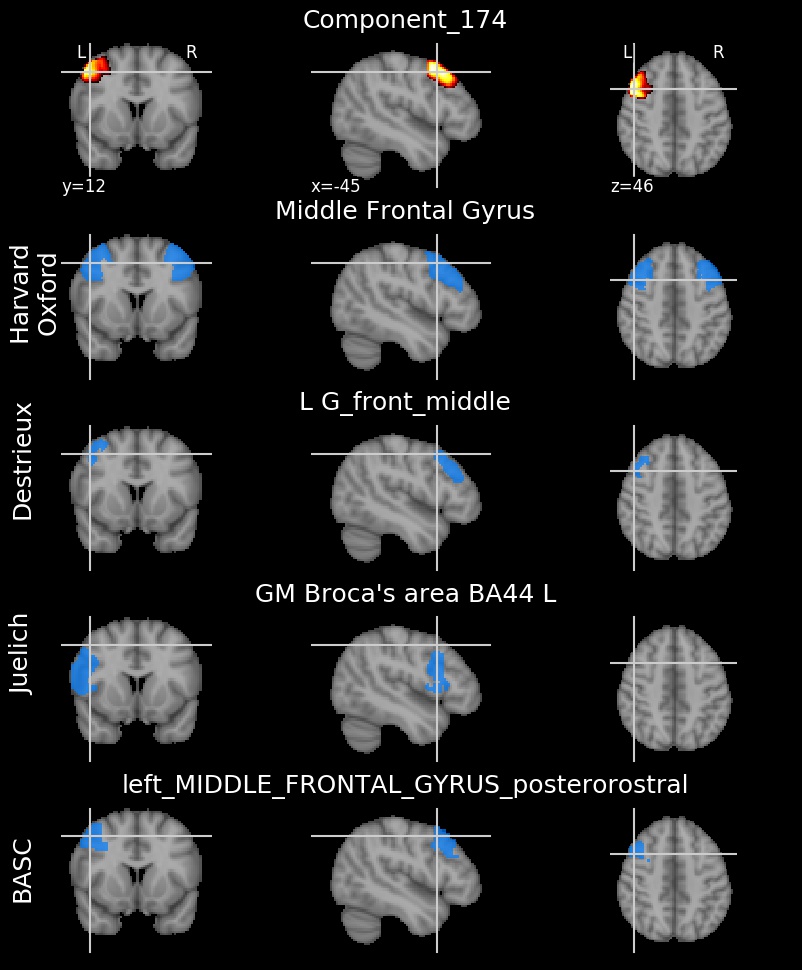 Component_174
L
R
L
R
y=12
x=-45
z=46
Middle Frontal Gyrus
Harvard
Oxford
L G_front_middle
Destrieux
GM Broca's area BA44 L
Juelich
left_MIDDLE_FRONTAL_GYRUS_posterorostral
BASC